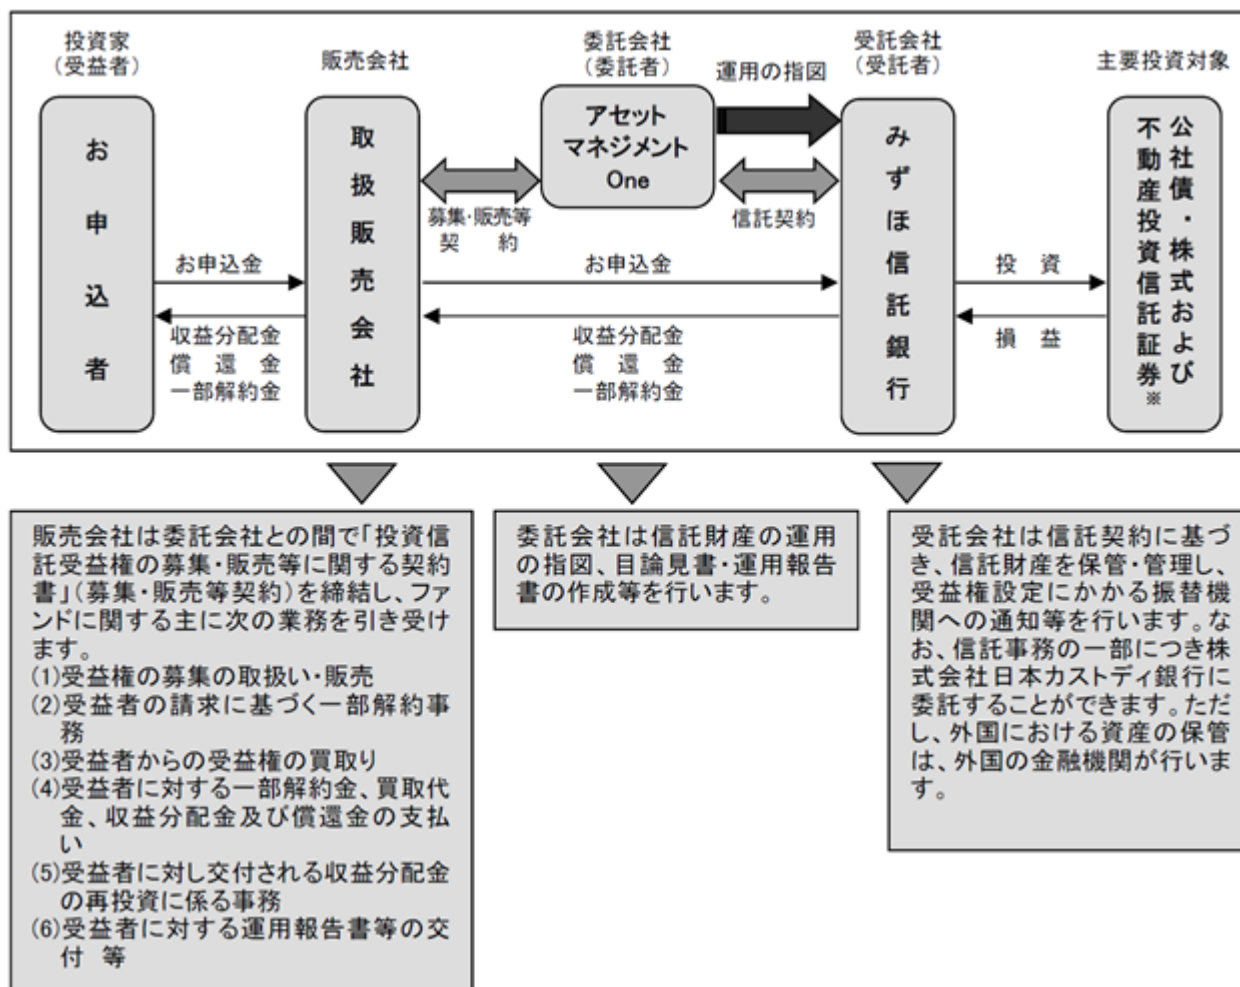 投資家
（受益者）
販売会社
委託会社
（委託者）
受託会社
（受託者）
主要投資対象
運用の指図
お申込者
取扱販売会社
アセット
マネジメント
One
みずほ信託銀行
公社債・株式および
不動産投資信託証券※
募集・販売等
契　約
信託契約
お申込金
お申込金
投　資
収益分配金
償　還　金
一部解約金
収益分配金
償　還　金
一部解約金
損　益
販売会社は委託会社との間で「投資信
託受益権の募集・販売等に関する契約
書」（募集・販売等契約）を締結し、ファ
ンドに関する主に次の業務を引き受け
ます。
(1)受益権の募集の取扱い・販売
(2)受益者の請求に基づく一部解約事
務
(3)受益者からの受益権の買取り
(4)受益者に対する一部解約金、買取代
金、収益分配金及び償還金の支払
い
(5)受益者に対し交付される収益分配金
の再投資に係る事務
(6)受益者に対する運用報告書等の交
付　等
委託会社は信託財産の運用
の指図、目論見書・運用報告
書の作成等を行います。
受託会社は信託契約に基づ
き、信託財産を保管・管理し、
受益権設定にかかる振替機
関への通知等を行います。な
お、信託事務の一部につき株
式会社日本カストディ銀行に
委託することができます。ただ
し、外国における資産の保管
は、外国の金融機関が行いま
す。